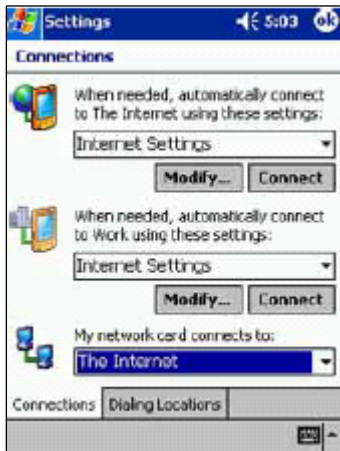 Settings 5:03 ok
Connections
When needed, automatically connect
to The Internet using these settings:
Internet Settings
Modify... Connect
When needed, automatically connect
to Work using these settings:
Internet Settings
Modify... Connect
My network card connects to:
The Internet
Connections Dialing Locations